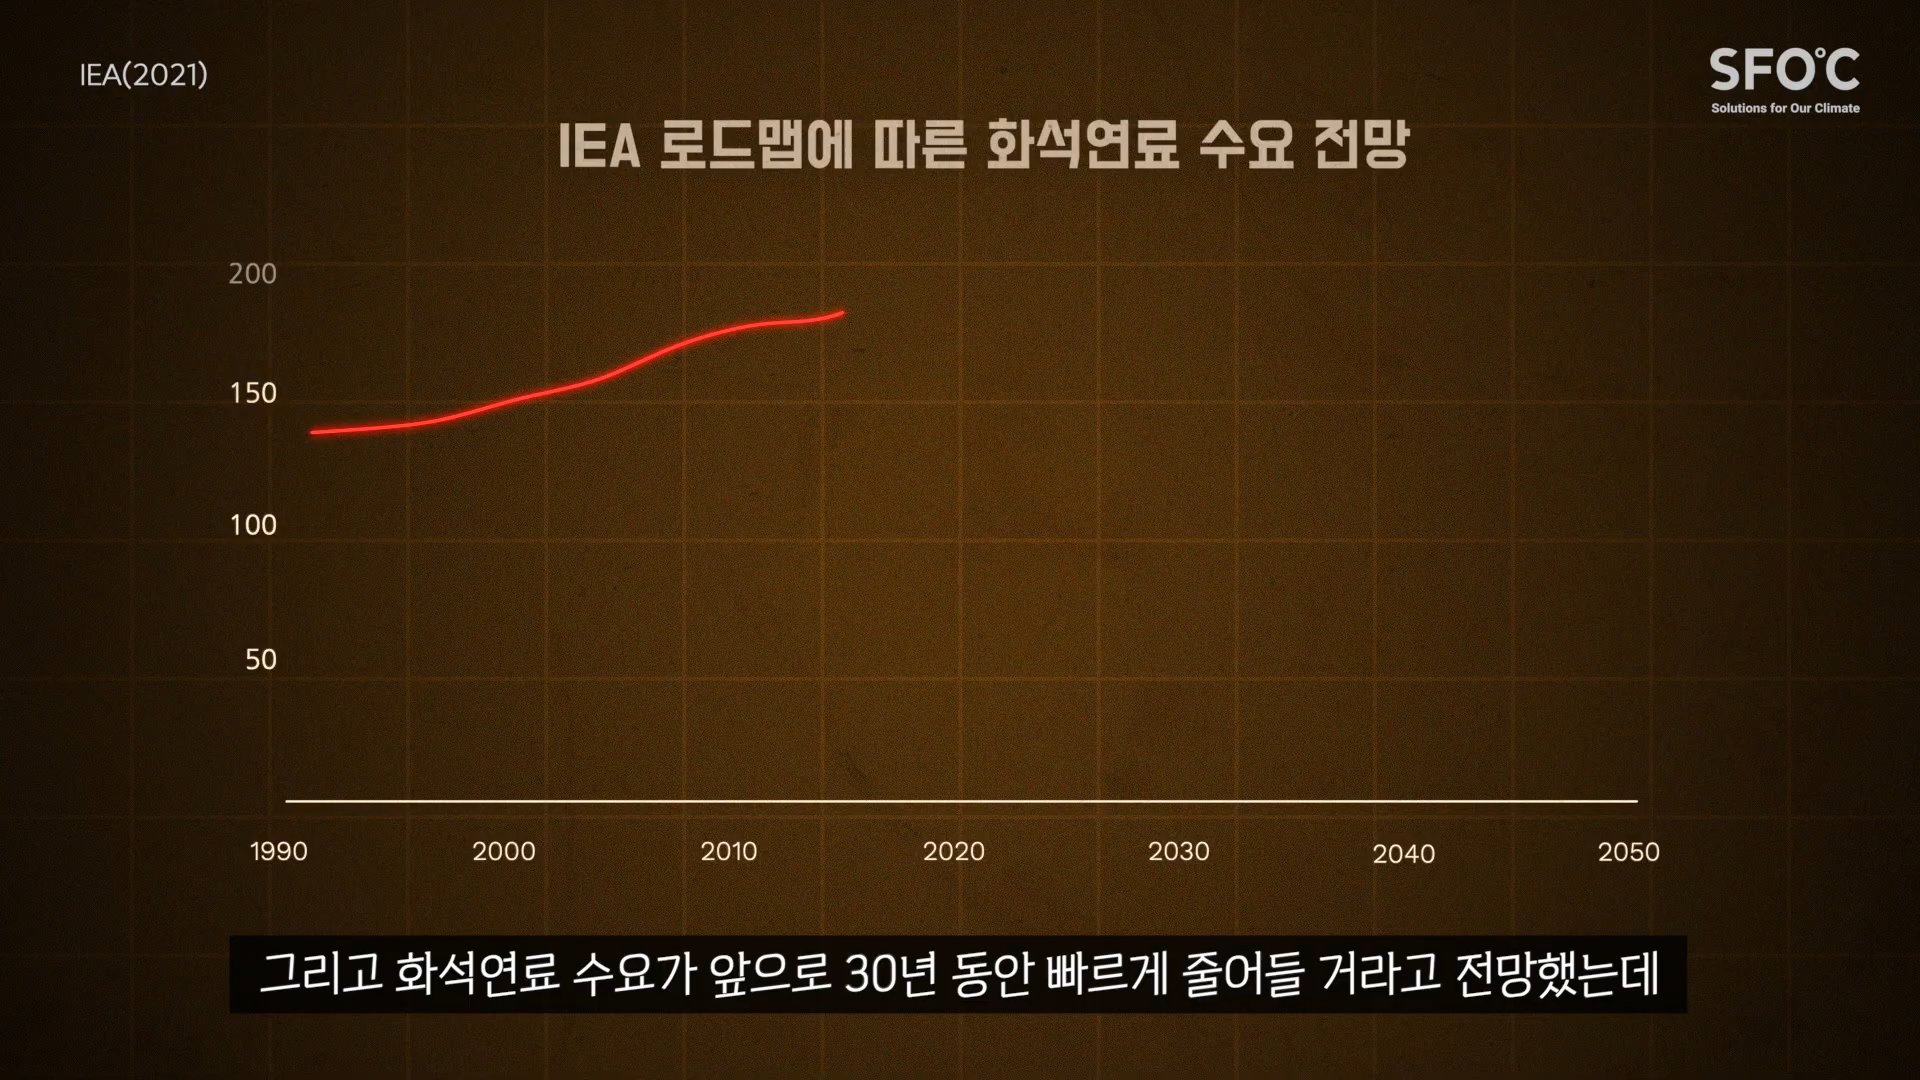 IEA(2021)
SFO°C
Solutions for Our Climate
IEA 로드맵에 따른 화석연료 수요 전망
200
150
100
50
1990 2000 2010 2020 2030 2040 2050
그리고 화석연료 수요가 앞으로 30년 동안 빠르게 줄어들 거라고 전망했는데